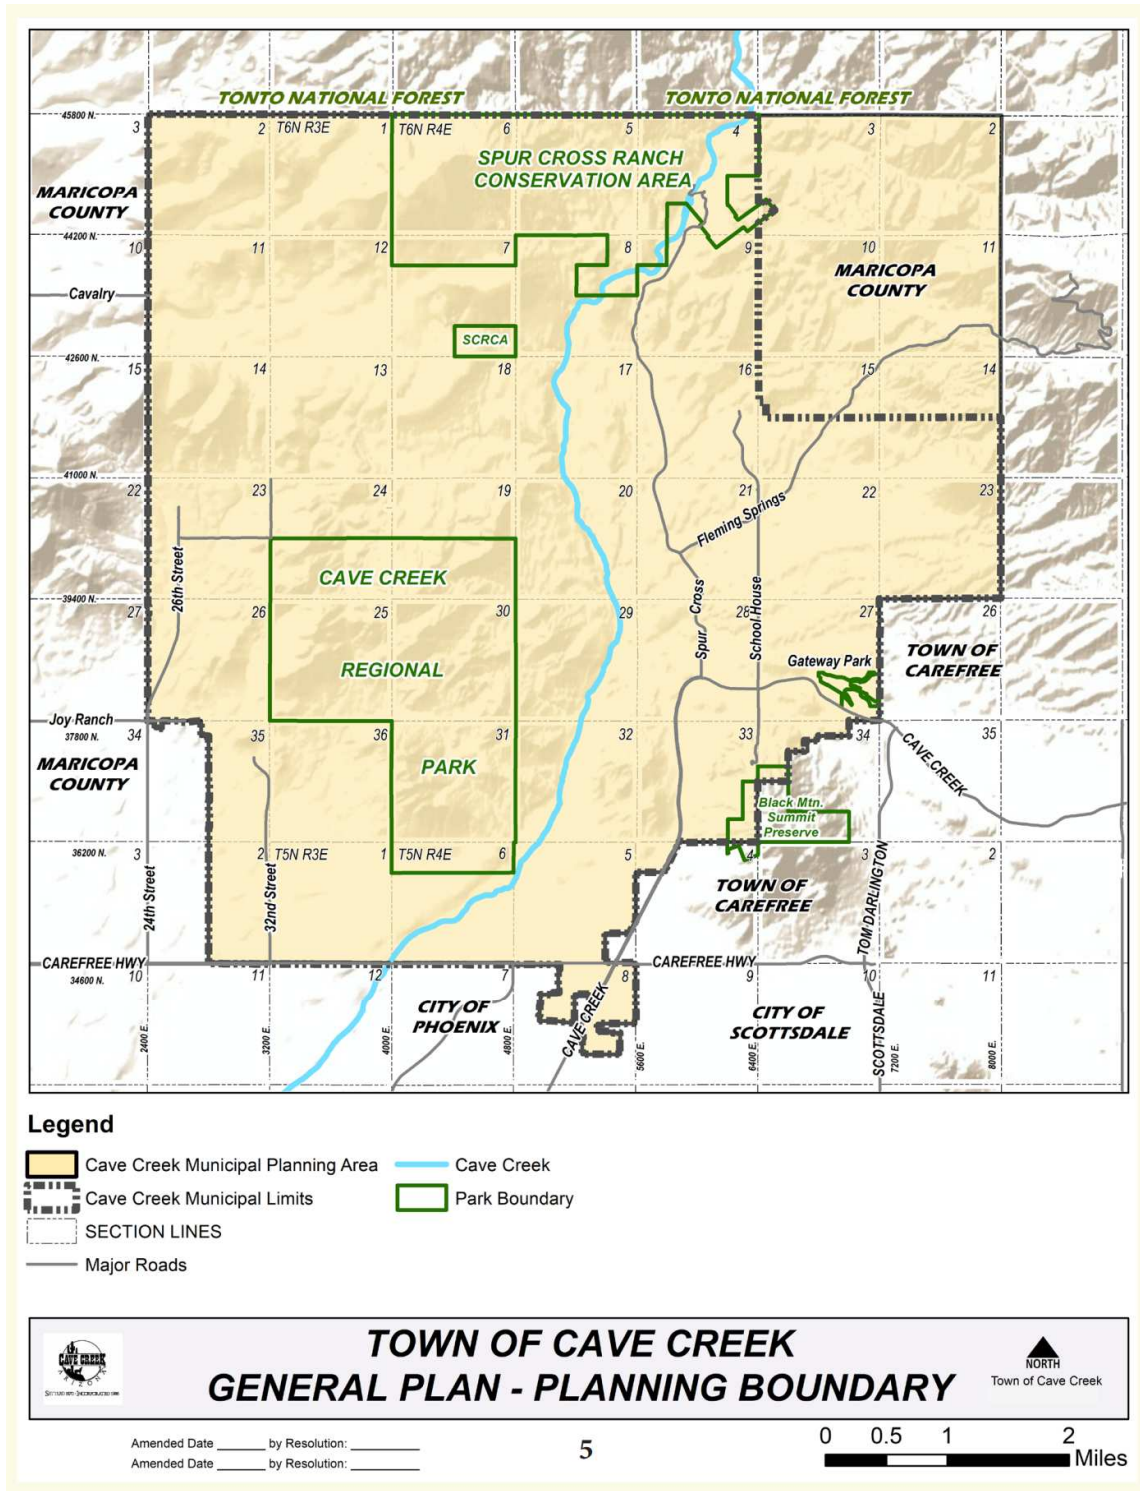 TONTO NATIONAL FOREST TONTO NATIONAL FOREST
45800 N.
3 2 T6N R3E 1 T6N R4E 6 5 4 3 2
SPUR CROSS RANCH
CONSERVATION AREA
MARICOPA
COUNTY
44200 N.
10 11 12 7 8 9 10 11
MARICOPA
COUNTY
Cavalry
SCRCA
42600 N.
15 14 13 18 17 16 15 14
41000 N.
22 23 24 19 20 21 22 23
Fleming Springs
26th Street
CAVE CREEK
Spur Cross
School House
39400 N.
27 26 25 30 29 28 27 26
REGIONAL
Gateway Park
TOWN OF
CAREFREE
Joy Ranch
37800 N.
34 35 36 31 32 33 34 35
MARICOPA
COUNTY
PARK
CAVE CREEK
Black Mtn.
Summit
Preserve
36200 N.
3 2 T5N R3E 1 T5N R4E 6 5 4 3 2
24th Street
32nd Street
TOWN OF
CAREFREE
TOM DARLINGTON
CAREFREE HWY CAREFREE HWY
34600 N.
10 11 12 7 8 9 10 11
CITY OF
PHOENIX
CAVE CREEK
CITY OF
SCOTTSDALE
SCOTTSDALE
2400 E. 3200 E. 4000 E. 4800 E. 5600 E. 6400 E. 7200 E. 8000 E.
Legend
Cave Creek Municipal Planning Area Cave Creek
Cave Creek Municipal Limits Park Boundary
SECTION LINES
Major Roads
CAVE CREEK
ARIZONA
TOWN OF CAVE CREEK
GENERAL PLAN - PLANNING BOUNDARY
NORTH
Town of Cave Creek
Amended Date _______ by Resolution: __________
Amended Date _______ by Resolution: __________
5
0 0.5 1 2
Miles